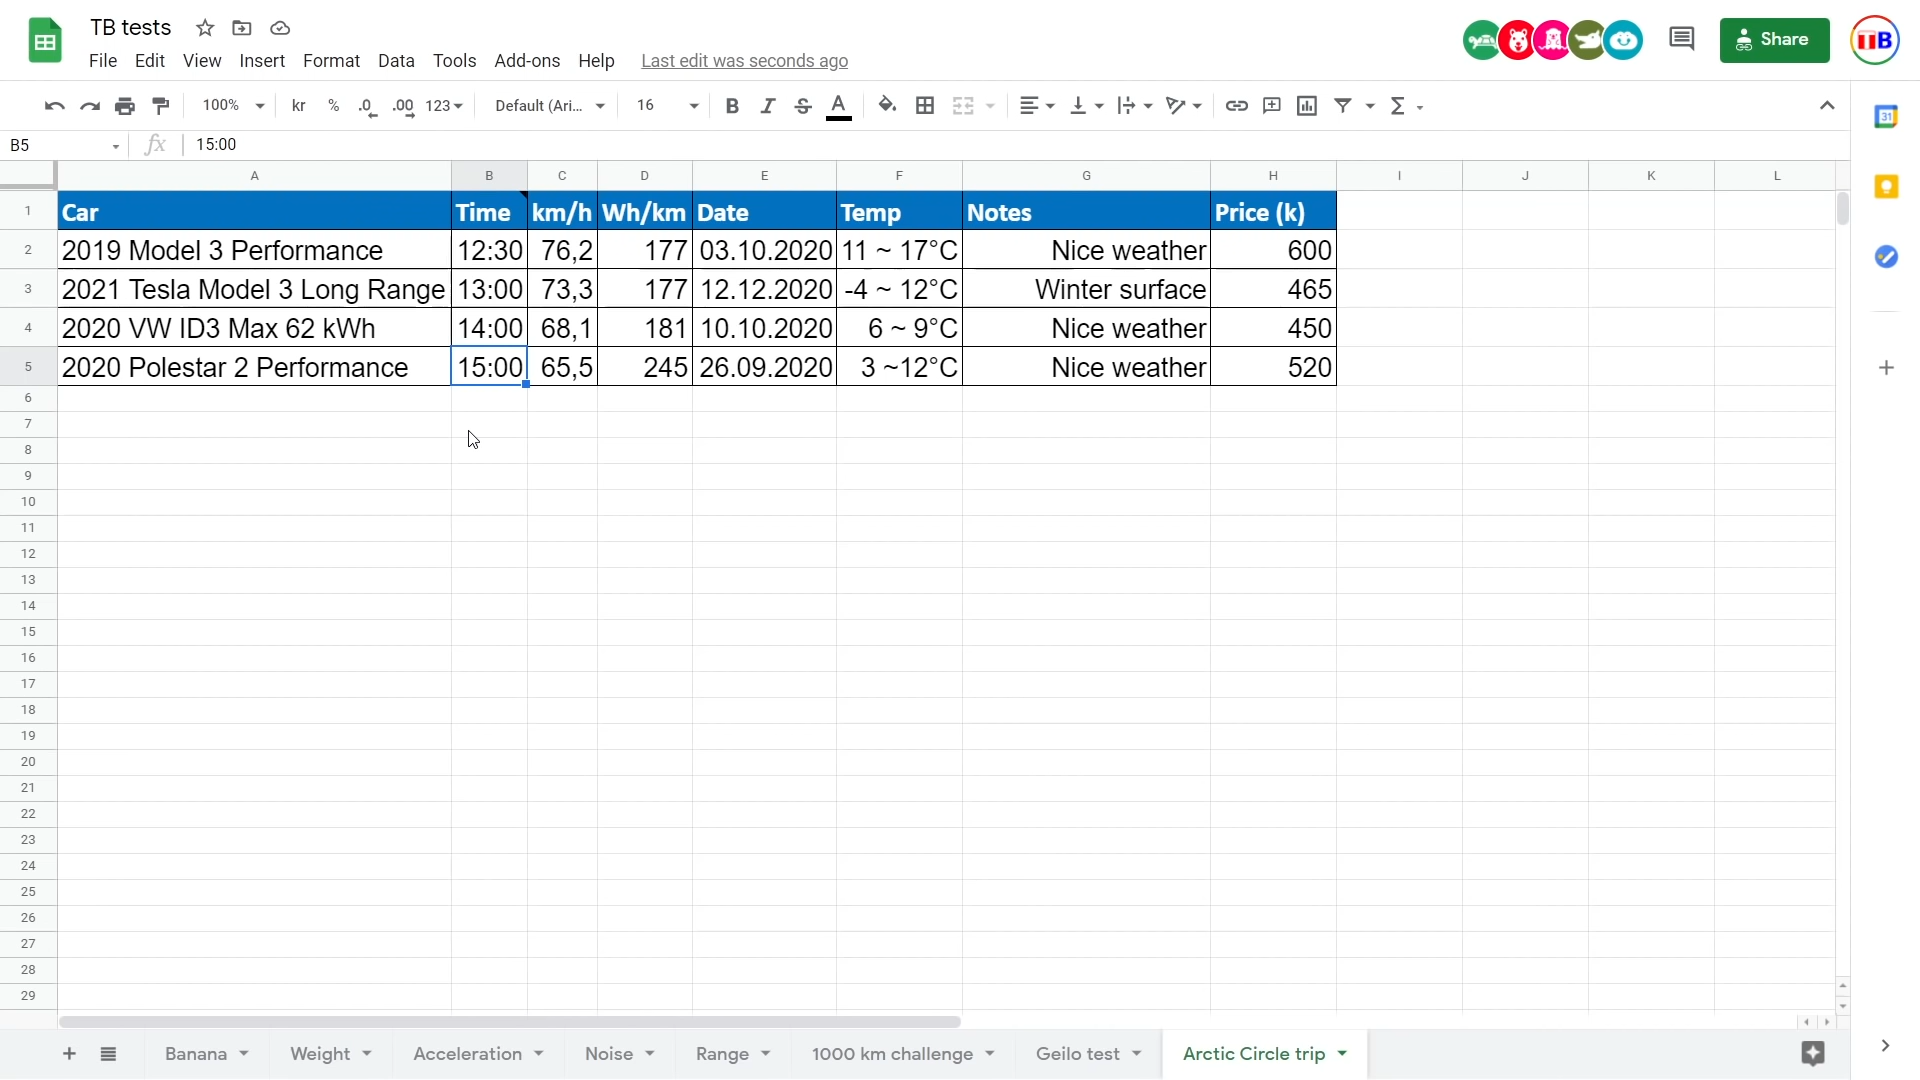 TB tests
File Edit View Insert Format Data Tools Add-ons Help Last edit was seconds ago
Share
TB
100% kr % .0 .00 123 Default (Ari... 16 B I S A Σ
31
B5 fx 15:00
A B C D E F G H I J K L
1 Car Time km/h Wh/km Date Temp Notes Price (k)
2 2019 Model 3 Performance 12:30 76,2 177 03.10.2020 11 ~ 17°C Nice weather 600
3 2021 Tesla Model 3 Long Range 13:00 73,3 177 12.12.2020 -4 ~ 12°C Winter surface 465
4 2020 VW ID3 Max 62 kWh 14:00 68,1 181 10.10.2020 6 ~ 9°C Nice weather 450
5 2020 Polestar 2 Performance 15:00 65,5 245 26.09.2020 3 ~12°C Nice weather 520
6
7
8
9
10
11
12
13
14
15
16
17
18
19
20
21
22
23
24
25
26
27
28
29
Banana Weight Acceleration Noise Range 1000 km challenge Geilo test Arctic Circle trip